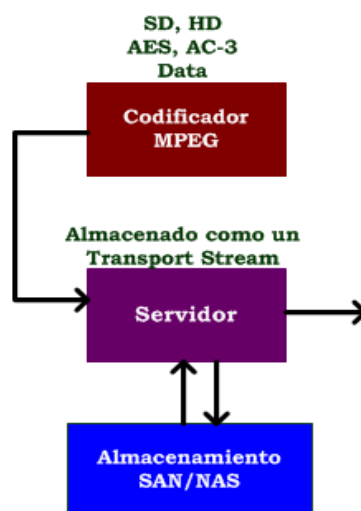 SD, HD
AES, AC-3
Data
Codificador
MPEG
Almacenado como un
Transport Stream
Servidor
Almacenamiento
SAN/NAS